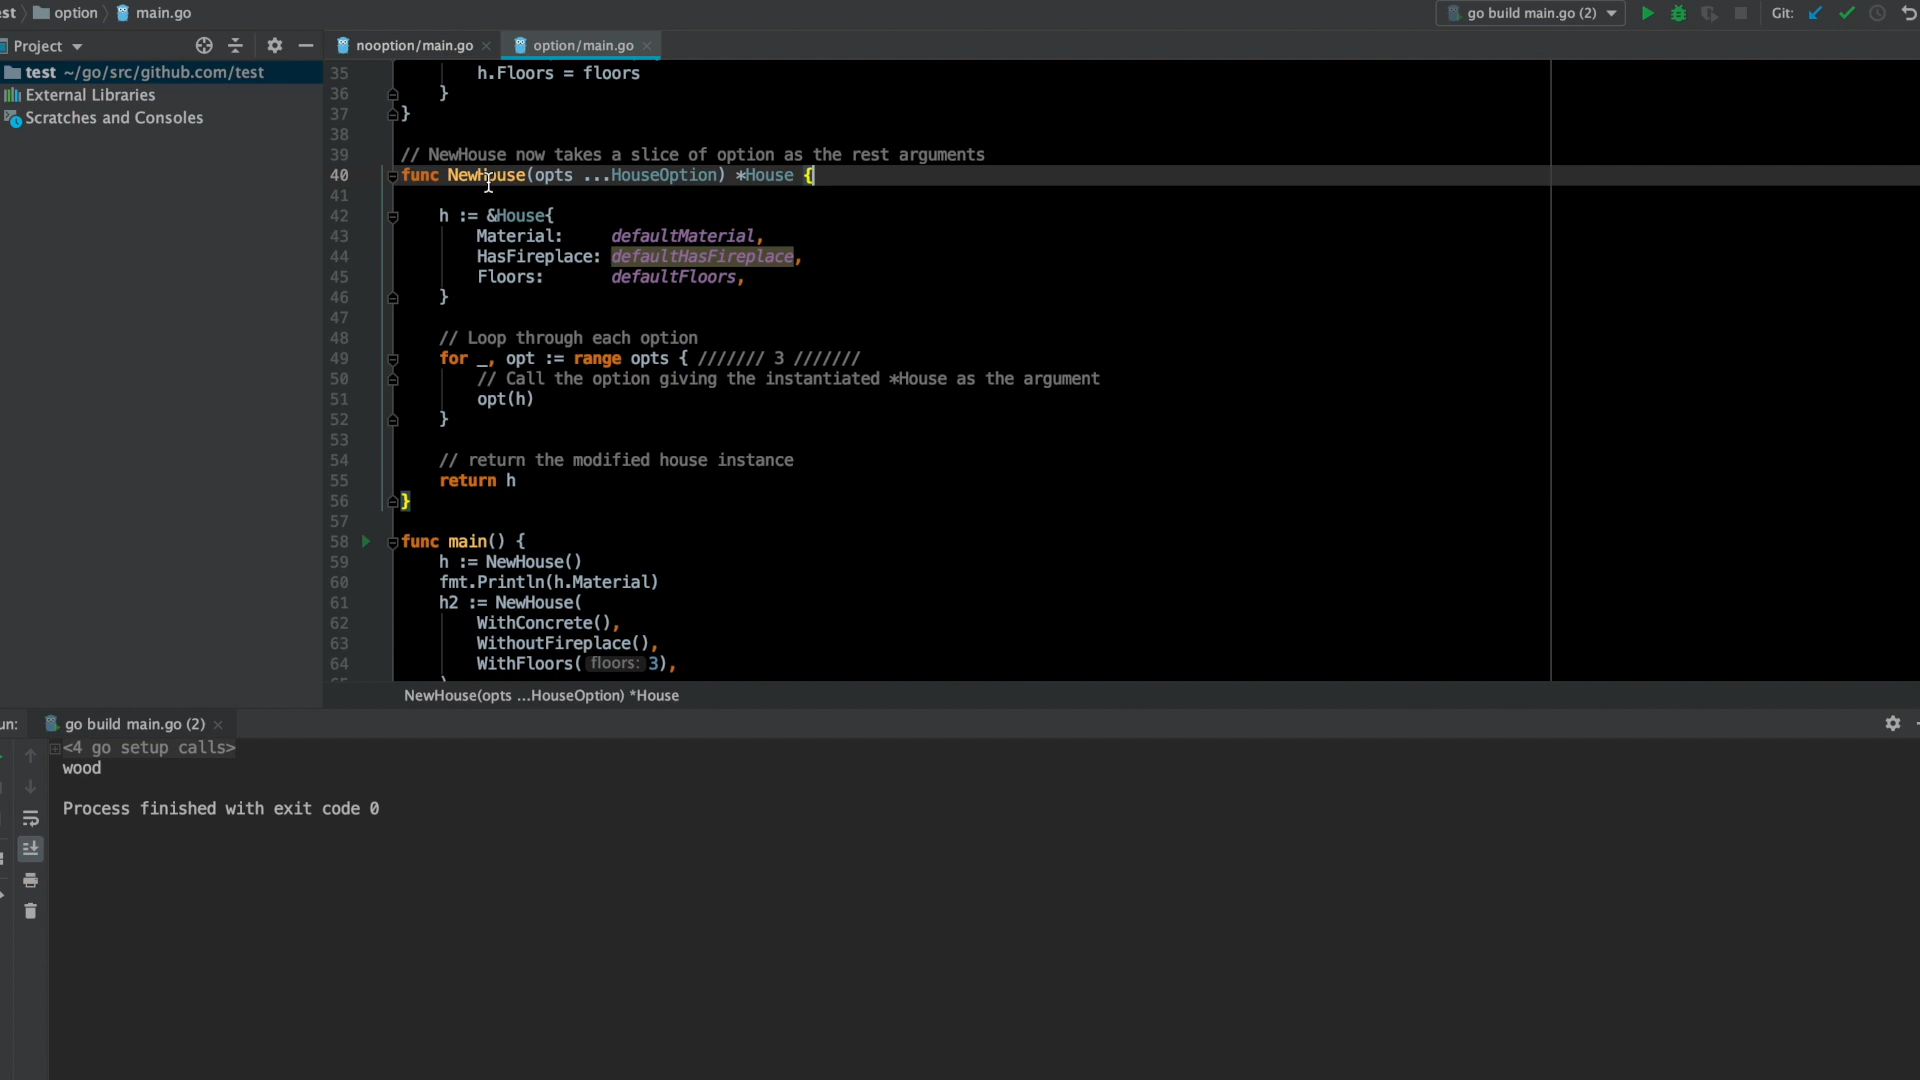 est option main.go go build main.go (2) Git:
Project nooption/main.go option/main.go
test ~/go/src/github.com/test
External Libraries
Scratches and Consoles
35 h.Floors = floors
36 }
37 }
38
39 // NewHouse now takes a slice of option as the rest arguments
40 func NewHouse(opts ...HouseOption) *House {
41
42 h := &House{
43 Material: defaultMaterial,
44 HasFireplace: defaultHasFireplace,
45 Floors: defaultFloors,
46 }
47
48 // Loop through each option
49 for _, opt := range opts { /////// 3 ///////
50 // Call the option giving the instantiated *House as the argument
51 opt(h)
52 }
53
54 // return the modified house instance
55 return h
56 }
57
58 func main() {
59 h := NewHouse()
60 fmt.Println(h.Material)
61 h2 := NewHouse(
62 WithConcrete(),
63 WithoutFireplace(),
64 WithFloors( floors: 3),
NewHouse(opts ...HouseOption) *House
un: go build main.go (2)
<4 go setup calls>
wood
Process finished with exit code 0